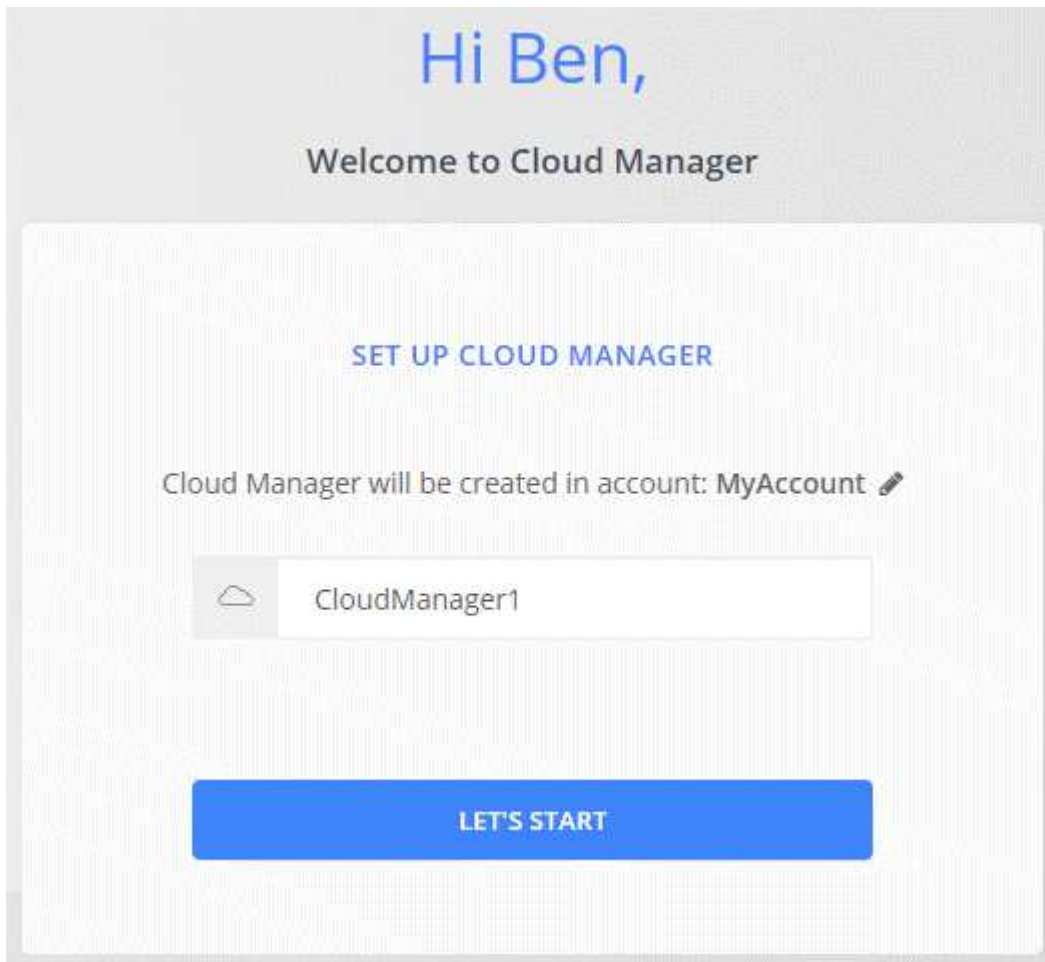 Hi Ben,
Welcome to Cloud Manager
SET UP CLOUD MANAGER
Cloud Manager will be created in account: MyAccount
CloudManager1
LET'S START